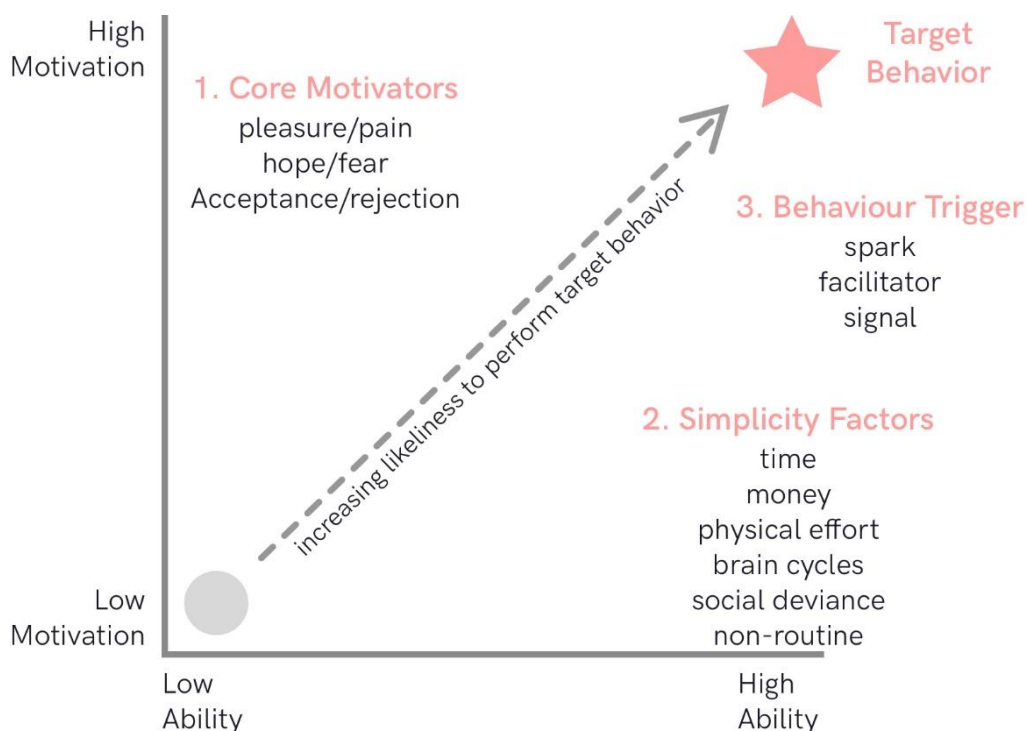 High
Motivation
1. Core Motivators
pleasure/pain
hope/fear
Acceptance/rejection
Target
Behavior
increasing likeliness to perform target behavior
3. Behaviour Trigger
spark
facilitator
signal
2. Simplicity Factors
time
money
physical effort
brain cycles
social deviance
non-routine
Low
Motivation
Low
Ability
High
Ability